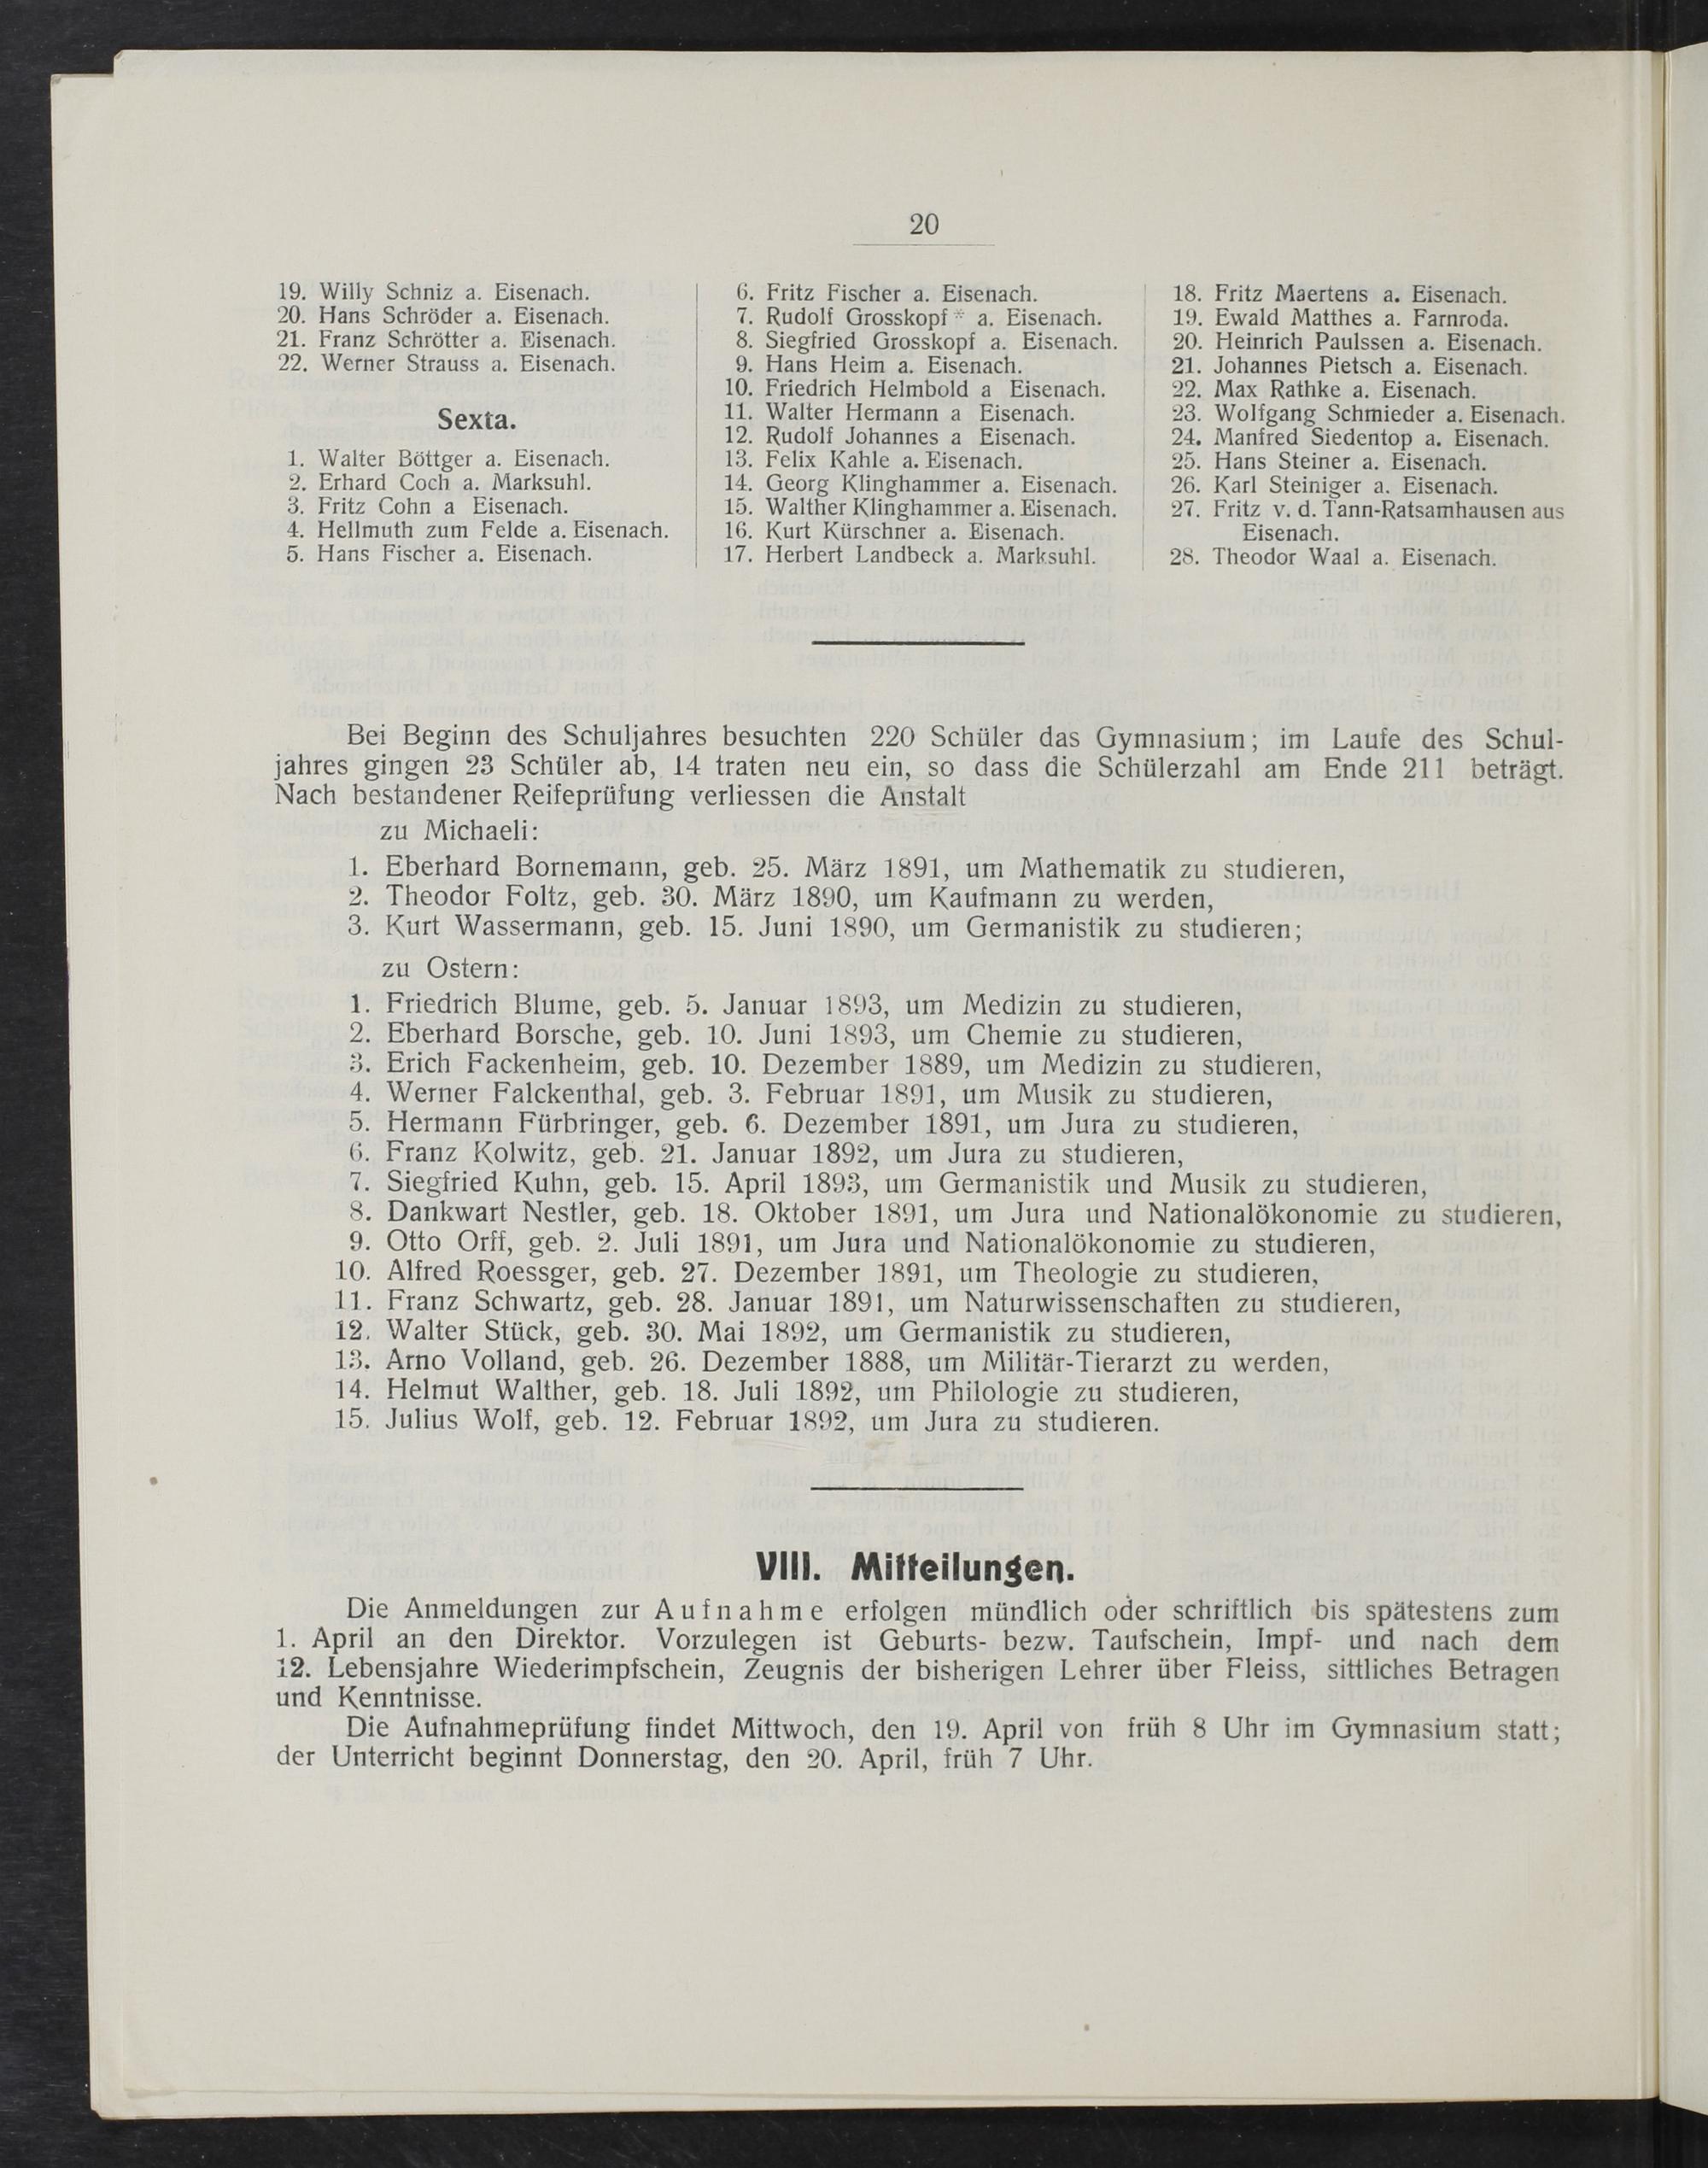 20
19. Willy Schniz a. Eisenach.
20. Hans Schröder a. Eisenach.
21. Franz Schrötter a. Eisenach.
22. Werner Strauss a. Eisenach.
Sexta.
1. Walter Böttger a. Eisenach.
2. Erhard Coch a. Marksuhl.
3. Fritz Cohn a Eisenach.
4. Hellmuth zum Felde a. Eisenach.
5. Hans Fischer a. Eisenach.
6. Fritz Fischer a. Eisenach.
7. Rudolf Grosskopf * a. Eisenach.
8. Siegfried Grosskopf a. Eisenach.
9. Hans Heim a. Eisenach.
10. Friedrich Helmbold a Eisenach.
11. Walter Hermann a Eisenach.
12. Rudolf Johannes a Eisenach.
13. Felix Kahle a. Eisenach.
14. Georg Klinghammer a. Eisenach.
15. Walther Klinghammer a. Eisenach.
16. Kurt Kürschner a. Eisenach.
17. Herbert Landbeck a. Marksuhl.
18. Fritz Maertens a. Eisenach.
19. Ewald Matthes a. Farnroda.
20. Heinrich Paulssen a. Eisenach.
21. Johannes Pietsch a. Eisenach.
22. Max Rathke a. Eisenach.
23. Wolfgang Schmieder a. Eisenach.
24. Manfred Siedentop a. Eisenach.
25. Hans Steiner a. Eisenach.
26. Karl Steiniger a. Eisenach.
27. Fritz v. d. Tann-Ratsamhausen aus
Eisenach.
28. Theodor Waal a. Eisenach.
Bei Beginn des Schuljahres besuchten 220 Schüler das Gymnasium; im Laufe des Schul-
jahres gingen 23 Schüler ab, 14 traten neu ein, so dass die Schülerzahl am Ende 211 beträgt.
Nach bestandener Reifeprüfung verliessen die Anstalt
zu Michaeli:
1. Eberhard Bornemann, geb. 25. März 1891, um Mathematik zu studieren,
2. Theodor Foltz, geb. 30. März 1890, um Kaufmann zu werden,
3. Kurt Wassermann, geb. 15. Juni 1890, um Germanistik zu studieren;
zu Ostern:
1. Friedrich Blume, geb. 5. Januar 1893, um Medizin zu studieren,
2. Eberhard Borsche, geb. 10. Juni 1893, um Chemie zu studieren,
3. Erich Fackenheim, geb. 10. Dezember 1889, um Medizin zu studieren,
4. Werner Falckenthal, geb. 3. Februar 1891, um Musik zu studieren,
5. Hermann Fürbringer, geb. 6. Dezember 1891, um Jura zu studieren,
6. Franz Kolwitz, geb. 21. Januar 1892, um Jura zu studieren,
7. Siegfried Kuhn, geb. 15. April 1893, um Germanistik und Musik zu studieren,
8. Dankwart Nestler, geb. 18. Oktober 1891, um Jura und Nationalökonomie zu studieren,
9. Otto Orff, geb. 2. Juli 1891, um Jura und Nationalökonomie zu studieren,
10. Alfred Roessger, geb. 27. Dezember 1891, um Theologie zu studieren,
11. Franz Schwartz, geb. 28. Januar 1891, um Naturwissenschaften zu studieren,
12. Walter Stück, geb. 30. Mai 1892, um Germanistik zu studieren,
13. Arno Volland, geb. 26. Dezember 1888, um Militär-Tierarzt zu werden,
14. Helmut Walther, geb. 18. Juli 1892, um Philologie zu studieren,
15. Julius Wolf, geb. 12. Februar 1892, um Jura zu studieren.
VIII. Mitteilungen.
Die Anmeldungen zur Aufnahme erfolgen mündlich oder schriftlich bis spätestens zum
1. April an den Direktor. Vorzulegen ist Geburts- bezw. Taufschein, Impf- und nach dem
12. Lebensjahre Wiederimpfschein, Zeugnis der bisherigen Lehrer über Fleiss, sittliches Betragen
und Kenntnisse.
Die Aufnahmeprüfung findet Mittwoch, den 19. April von früh 8 Uhr im Gymnasium statt;
der Unterricht beginnt Donnerstag, den 20. April, früh 7 Uhr.